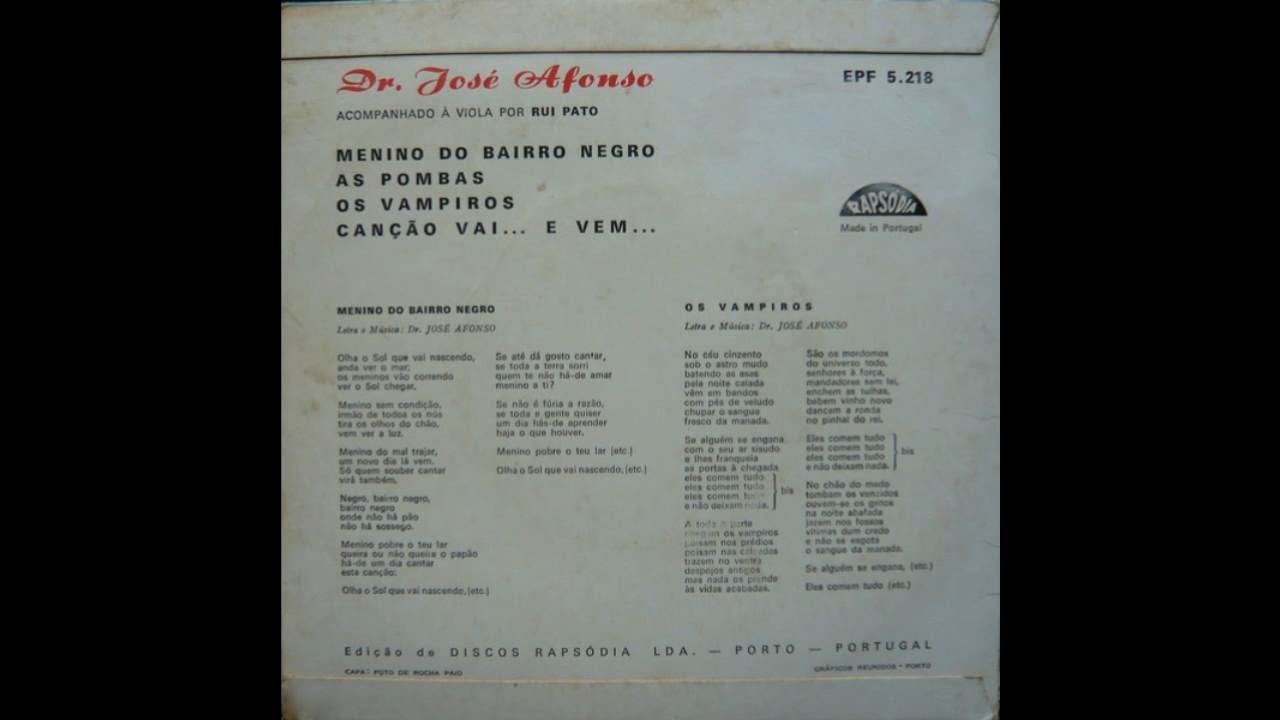 Dr. José Afonso
EPF 5.218
ACOMPANHADO À VIOLA POR RUI PATO
MENINO DO BAIRRO NEGRO
AS POMBAS
OS VAMPIROS
CANÇÃO VAI... E VEM...
RAPSÓDIA
Made in Portugal
MENINO DO BAIRRO NEGRO
Letra e Música: Dr. JOSÉ AFONSO
Olha o Sol que vai nascendo,
anda ver o mar;
os meninos vão correndo
ver o Sol chegar.
Menino sem condição,
irmão de todos os nús
tira os olhos do chão,
vem ver a luz.
Menino do mal trajar,
um novo dia lá vem.
Só quem souber cantar
virá também.
Negro, bairro negro,
bairro negro
onde não há pão
não há sossego.
Menino pobre o teu lar
queira ou não queira o papão
há-de um dia cantar
esta canção:
Olha o Sol que vai nascendo, (etc.)
Se até dá gosto cantar,
se toda a terra sorri
quem te não há-de amar
menino a ti?
Se não é fúria a razão,
se toda e gente quiser
um dia hás-de aprender
haja o que houver.
Menino pobre o teu lar (etc.)
Olha o Sol que vai nascendo, (etc.)
OS VAMPIROS
Letra e Música: Dr. JOSÉ AFONSO
No céu cinzento
sob o astro mudo
batendo as asas
pela noite calada
vêm em bandos
com pés de veludo
chupar o sangue
fresco da manada.
Se alguém se engana
com o seu ar sisudo
e lhes franqueia
as portas à chegada
eles comem tudo
eles comem tudo
eles comem tudo
e não deixam nada.
bis
A toda a parte
chegam os vampiros
poisam nos prédios
poisam nas calçadas
trazem no ventre
despojos antigos
mas nada os prende
às vidas acabadas.
São os mordomos
do universo todo,
senhores à força,
mandadores sem lei,
enchem as tulhas,
bebem vinho novo
dançam a ronda
no pinhal do rei.
Eles comem tudo
eles comem tudo
eles comem tudo
e não deixam nada.
bis
No chão do medo
tombam os vencidos
ouvem-se os gritos
na noite abafada
jazem nos fossos
vítimas dum credo
e não se esgota
o sangue da manada.
Se alguém se engana, (etc.)
Eles comem tudo (etc.)
Edição de DISCOS RAPSÓDIA LDA. — PORTO — PORTUGAL
CAPA: FOTO DE ROCHA PAIO
GRÁFICOS REUNIDOS - PORTO